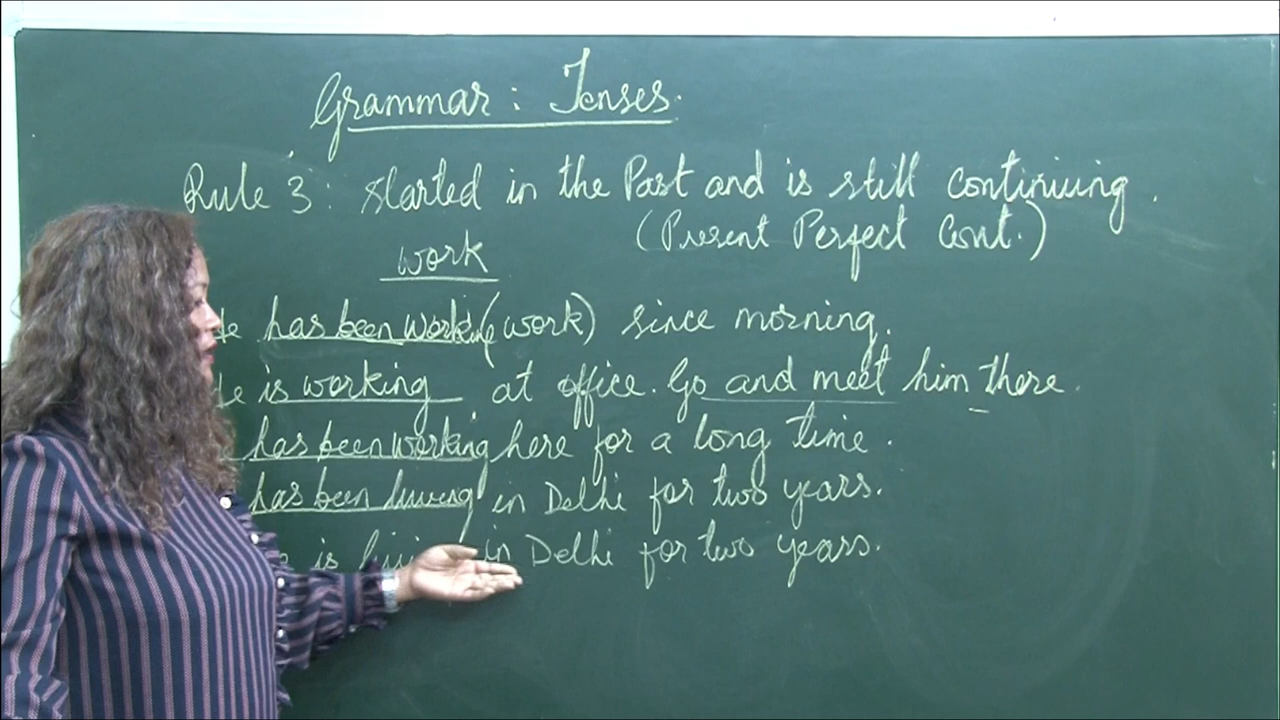 Grammar: Tenses.
Rule 3: started in the Past and is still continuing.
(Present Perfect Cont.)
work
has been working (work) since morning.
is working at office. Go and meet him there.
has been working here for a long time.
has been living in Delhi for two years.
is in Delhi for two years.